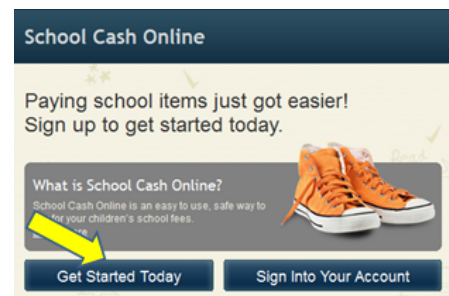 School Cash Online
Paying school items just got easier!
Sign up to get started today.
Read
What is School Cash Online?
School Cash Online is an easy to use, safe way to
for your children's school fees.
Get Started Today
Sign Into Your Account